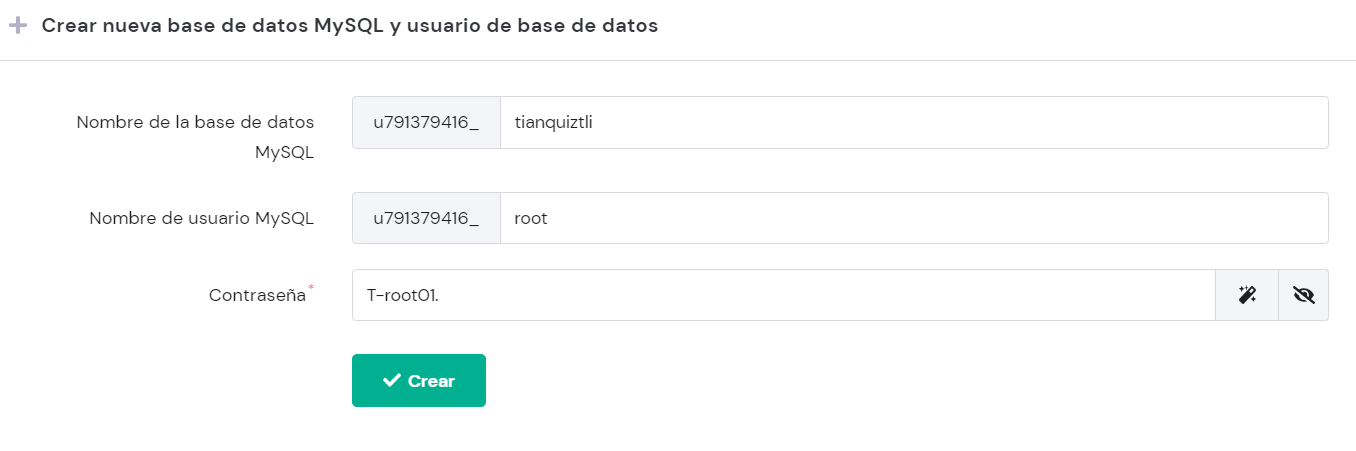 Crear nueva base de datos MySQL y usuario de base de datos
Nombre de la base de datos
MySQL
u791379416_ tianquiztli
Nombre de usuario MySQL u791379416_ root
Contraseña* T-root01.
Crear